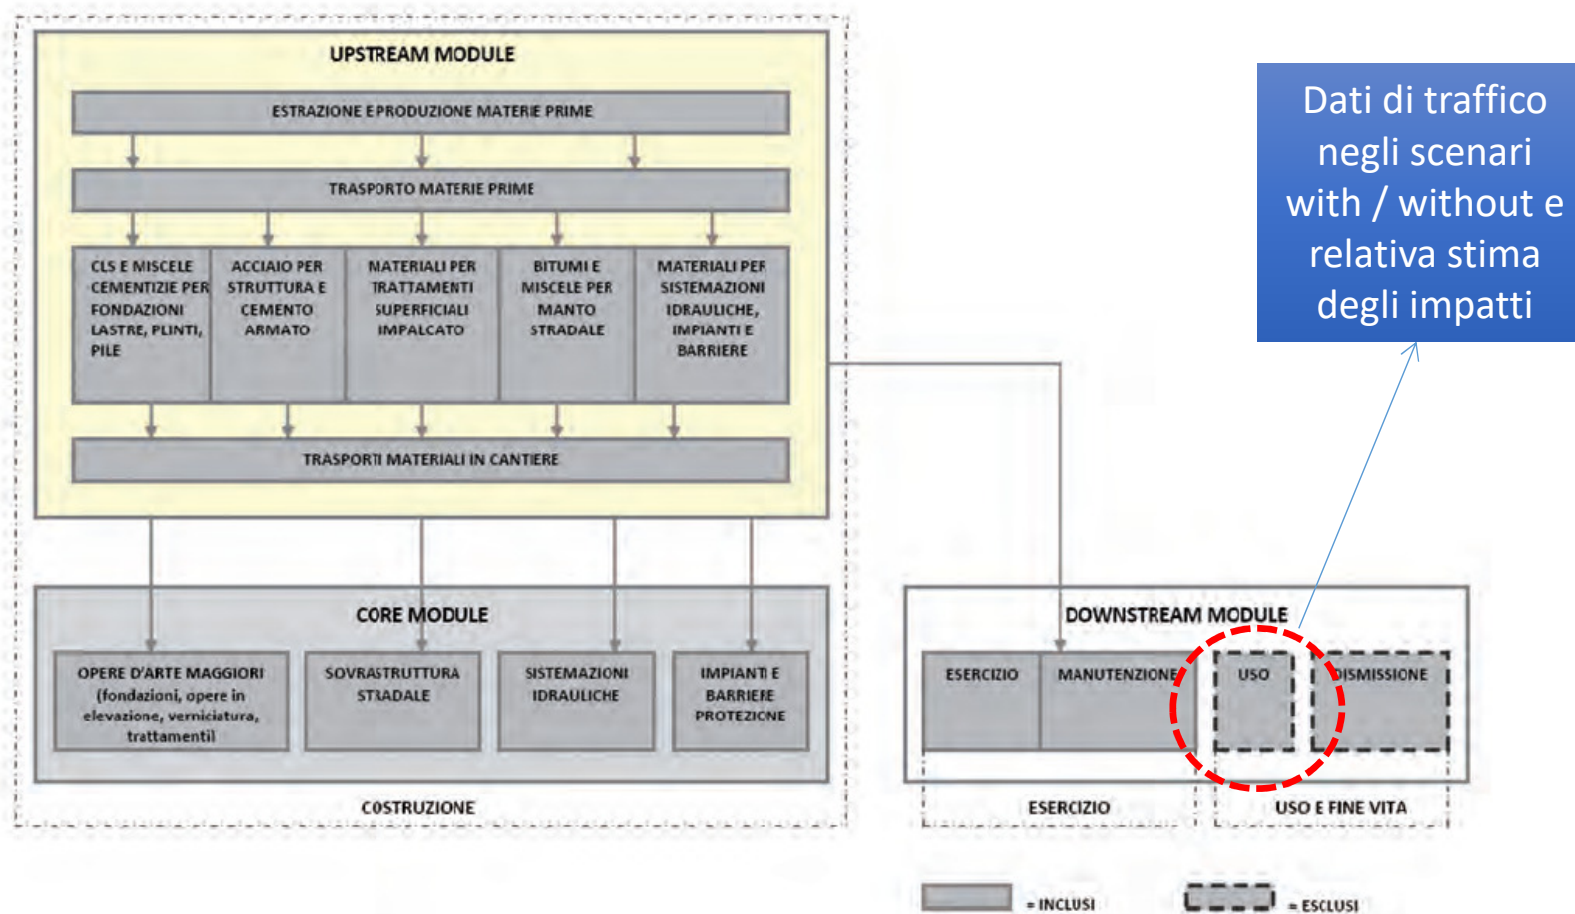 UPSTREAM MODULE
ESTRAZIONE E PRODUZIONE MATERIE PRIME
TRASPORTO MATERIE PRIME
CLS E MISCELE
CEMENTIZIE PER
FONDAZIONI
LASTRE, PLINTI,
PILE
ACCIAIO PER
STRUTTURA E
CEMENTO
ARMATO
MATERIALI PER
TRATTAMENTI
SUPERFICIALI
IMPALCATO
BITUMI E
MISCELE PER
MANTO
STRADALE
MATERIALI PER
SISTEMAZIONI
IDRAULICHE,
IMPIANTI E
BARRIERE
TRASPORTI MATERIALI IN CANTIERE
Dati di traffico
negli scenari
with / without e
relativa stima
degli impatti
CORE MODULE
OPERE D'ARTE MAGGIORI
(fondazioni, opere in
elevazione, verniciatura,
trattamenti)
SOVRASTRUTTURA
STRADALE
SISTEMAZIONI
IDRAULICHE
IMPIANTI E
BARRIERE
PROTEZIONE
COSTRUZIONE
DOWNSTREAM MODULE
ESERCIZIO
MANUTENZIONE
USO
DISMISSIONE
ESERCIZIO
USO E FINE VITA
= INCLUSI
= ESCLUSI